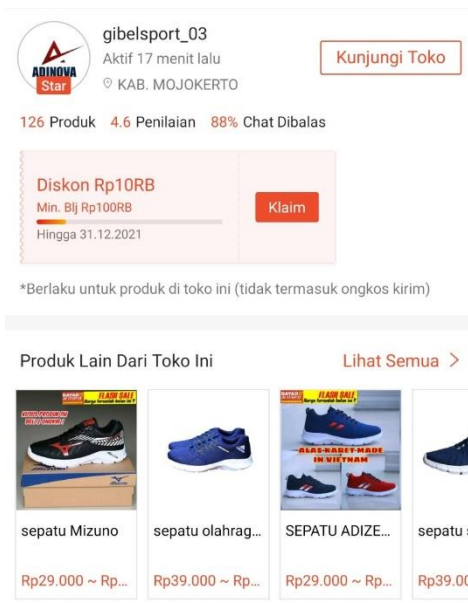 gibelsport_03
Aktif 17 menit lalu
KAB. MOJOKERTO
Kunjungi Toko
ADINOVA
Star
126 Produk 4.6 Penilaian 88% Chat Dibalas
Diskon Rp10RB
Min. Blj Rp100RB
Hingga 31.12.2021
Klaim
*Berlaku untuk produk di toko ini (tidak termasuk ongkos kirim)
Produk Lain Dari Toko Ini
Lihat Semua >
FLASH SALE
FLASH SALE
ALAS KARET MADE
IN VIETNAM
sepatu Mizuno
sepatu olahrag...
SEPATU ADIZE...
sepatu
Rp29.000 ~ Rp...
Rp39.000 ~ Rp...
Rp29.000 ~ Rp...